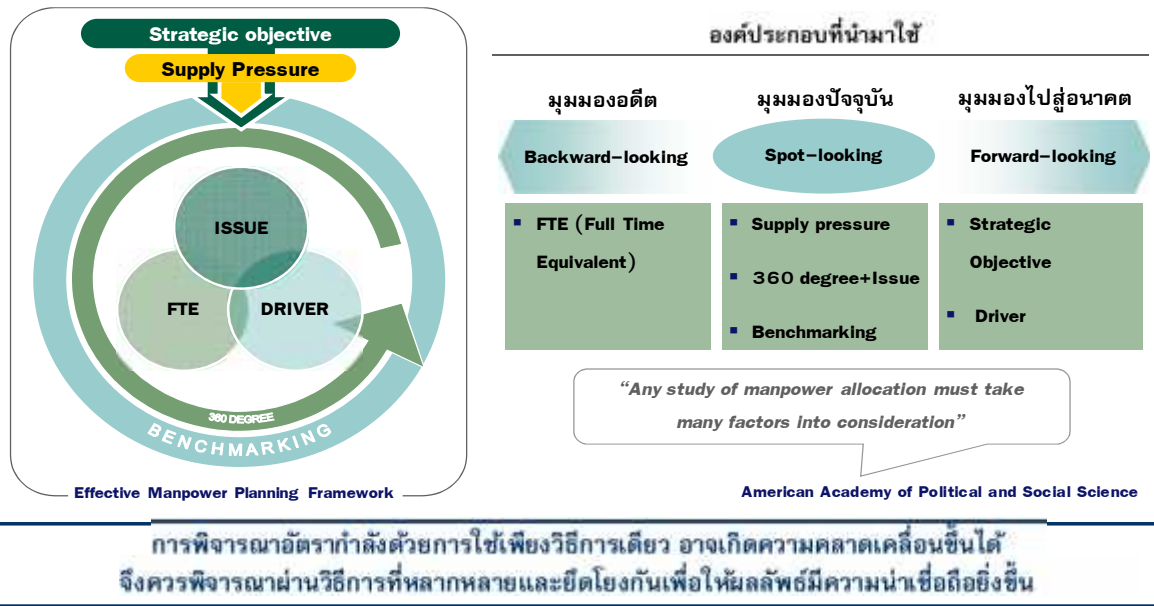 Strategic objective
Supply Pressure
ISSUE
FTE
DRIVER
360 DEGREE
BENCHMARKING
Effective Manpower Planning Framework
องค์ประกอบที่นำมาใช้
มุมมองอดีต
มุมมองปัจจุบัน
มุมมองไปสู่อนาคต
Backward-looking
Spot-looking
Forward-looking
▪ FTE (Full Time
Equivalent)
▪ Supply pressure
▪ 360 degree+Issue
▪ Benchmarking
▪ Strategic
Objective
▪ Driver
“Any study of manpower allocation must take
many factors into consideration”
American Academy of Political and Social Science
การพิจารณาอัตรากำลังด้วยการใช้เพียงวิธีการเดียว อาจเกิดความคลาดเคลื่อนขึ้นได้
จึงควรพิจารณาผ่านวิธีการที่หลากหลายและยึดโยงกันเพื่อให้ผลลัพธ์มีความน่าเชื่อถือยิ่งขึ้น